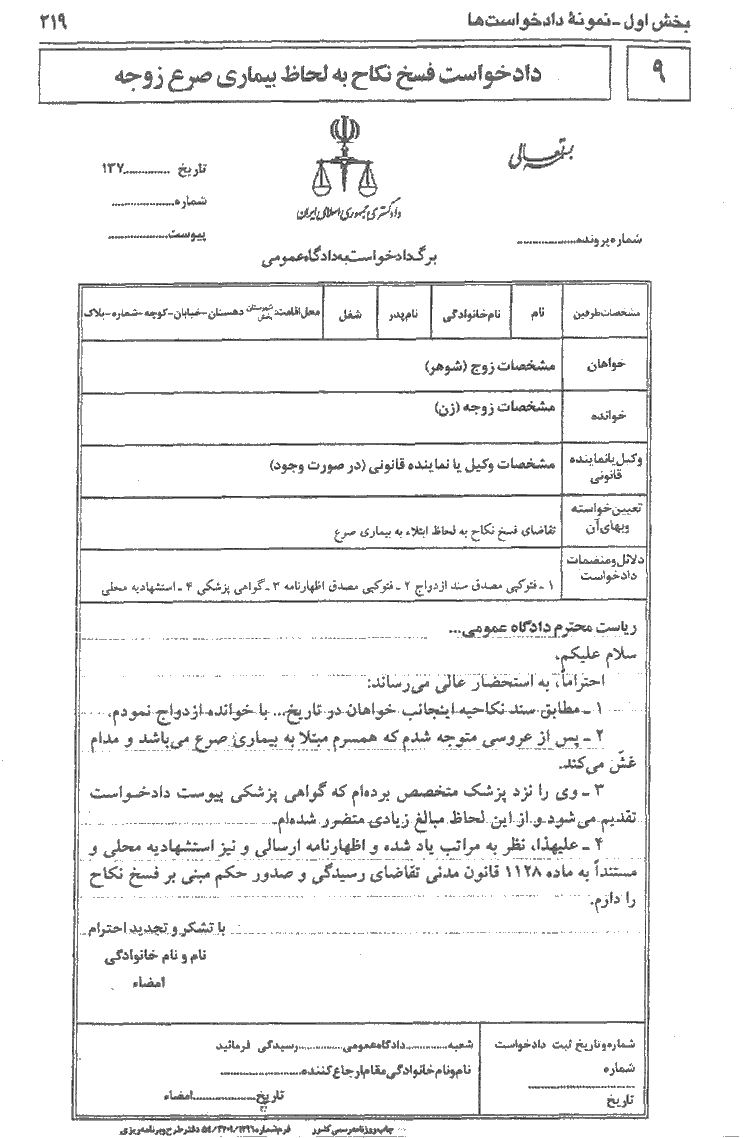 بخش اول ـ نمونهٔ دادخواست‌ها
۲۱۹
۹
دادخواست فسخ نکاح به لحاظ بیماری صرع زوجه
بسمه تعالی
دادگستری جمهوری اسلامی ایران
تاریخ ..............۱۳۷
شماره....................
پیوست...................
شماره پرونده..................
برگ دادخواست به دادگاه عمومی
مشخصات طرفین
نام
نام خانوادگی
نام پدر
شغل
محل اقامت: شهرستان بخش دهستان - خیابان - کوچه - شماره - پلاک
خواهان
مشخصات زوج (شوهر)
خوانده
مشخصات زوجه (زن)
وکیل یا نماینده قانونی
مشخصات وکیل یا نماینده قانونی (در صورت وجود)
تعیین خواسته و بهای آن
تقاضای فسخ نکاح به لحاظ ابتلاء به بیماری صرع
دلائل و منضمات دادخواست
۱ ـ فتوکپی مصدق سند ازدواج ۲ ـ فتوکپی مصدق اظهارنامه ۳ ـ گواهی پزشکی ۴ ـ استشهادیه محلی
ریاست محترم دادگاه عمومی...
سلام علیکم،
احتراماً، به استحضار عالی می‌رساند:
۱ ـ مطابق سند نکاحیه اینجانب خواهان در تاریخ... با خوانده ازدواج نمودم.
۲ ـ پس از عروسی متوجه شدم که همسرم مبتلا به بیماری صرع می‌باشد و مدام
غشّ می‌کند.
۳ ـ وی را نزد پزشک متخصص برده‌ام که گواهی پزشکی پیوست دادخواست
تقدیم می‌شود و از این لحاظ مبالغ زیادی متضرر شده‌ام.
۴ ـ علیهذا، نظر به مراتب یاد شده و اظهارنامه ارسالی و نیز استشهادیه محلی و
مستنداً به ماده ۱۱۲۸ قانون مدنی تقاضای رسیدگی و صدور حکم مبنی بر فسخ نکاح
را دارم.
با تشکر و تجدید احترام
نام و نام خانوادگی
امضاء
شماره و تاریخ ثبت دادخواست
شماره
تاریخ
شعبه.............دادگاه عمومی..............رسیدگی فرمائید
نام و نام خانوادگی مقام ارجاع کننده....................
تاریخ..................امضاء
چاپ روزنامه رسمی کشور